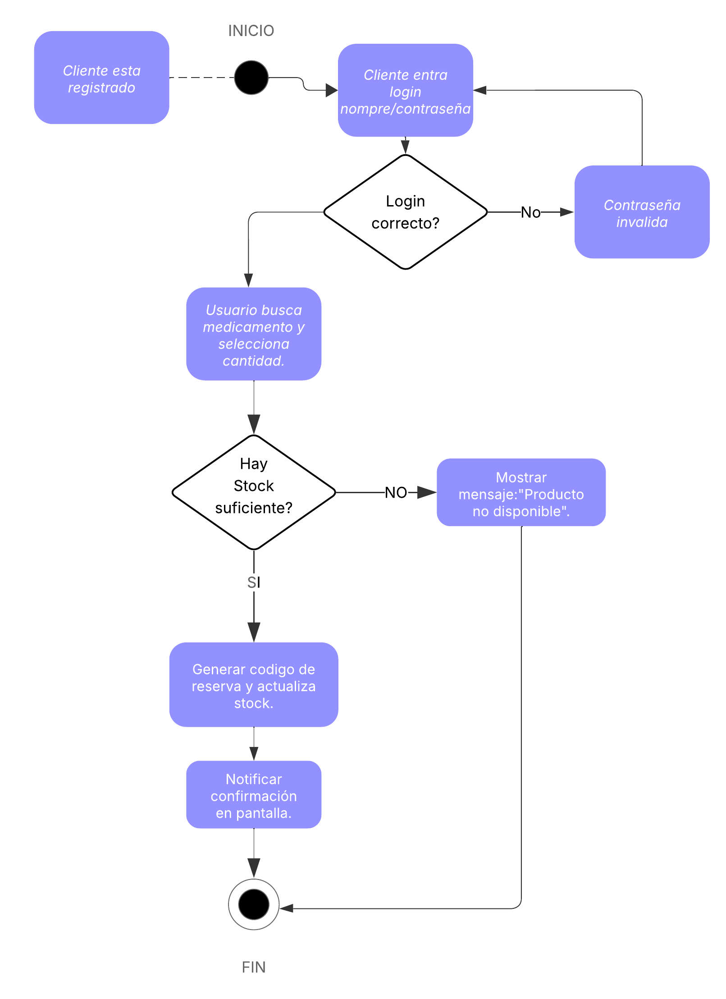 INICIO
Cliente esta
registrado
Cliente entra
login
nompre/contraseña
Login
correcto?
No
Contraseña
invalida
Usuario busca
medicamento y
selecciona
cantidad.
Hay
Stock
suficiente?
NO
Mostrar
mensaje:"Producto
no disponible".
SI
Generar codigo de
reserva y actualiza
stock.
Notificar
confirmación
en pantalla.
FIN